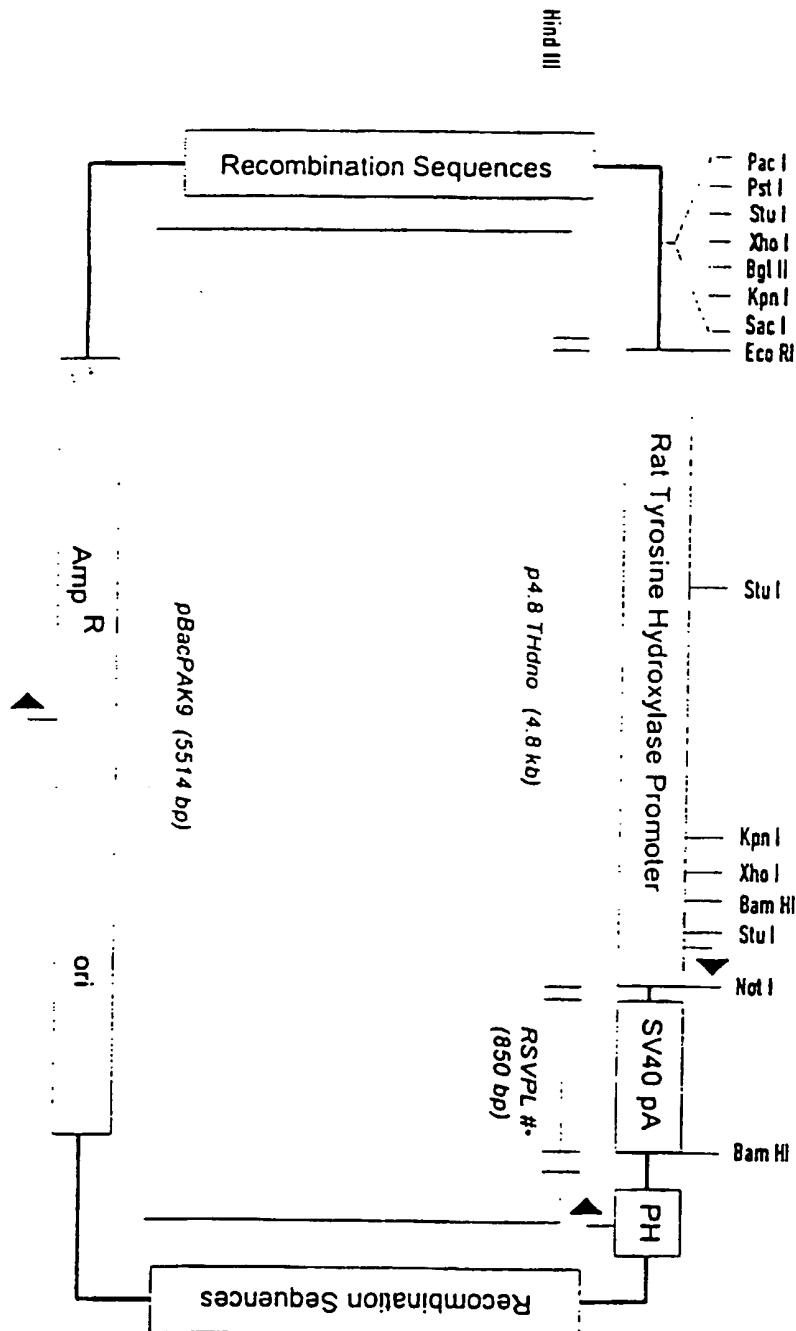 Hind III
Recombination Sequences
Pac I
Pst I
Stu I
Xho I
Bgl II
Kpn I
Sac I
Eco RI
Rat Tyrosine Hydroxylase Promoter
Stu I
Kpn I
Xho I
Bam HI
Stu I
Not I
SV40 pA
Bam HI
PH
p4.8 THdno (4.8 kb)
RSVPL #*
(850 bp)
pBacPAK9 (5514 bp)
Amp R
ori
Recombination Sequences